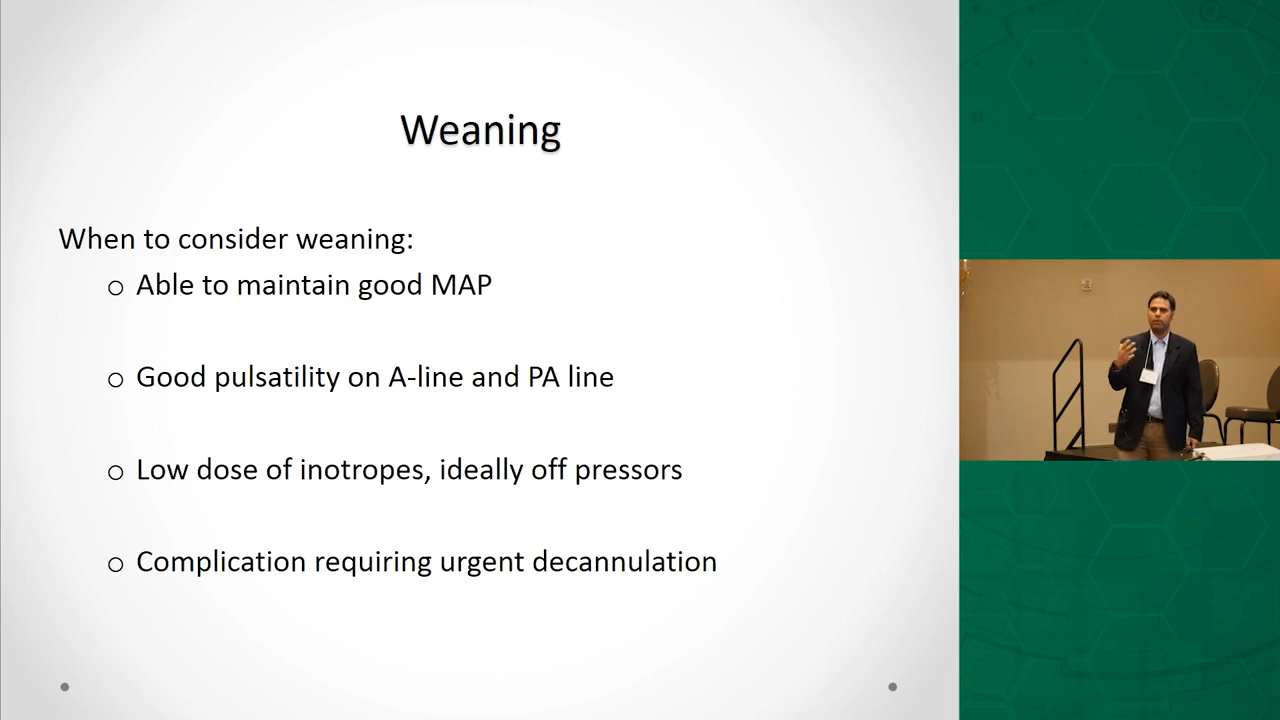 Weaning
When to consider weaning:
o Able to maintain good MAP
o Good pulsatility on A-line and PA line
o Low dose of inotropes, ideally off pressors
o Complication requiring urgent decannulation